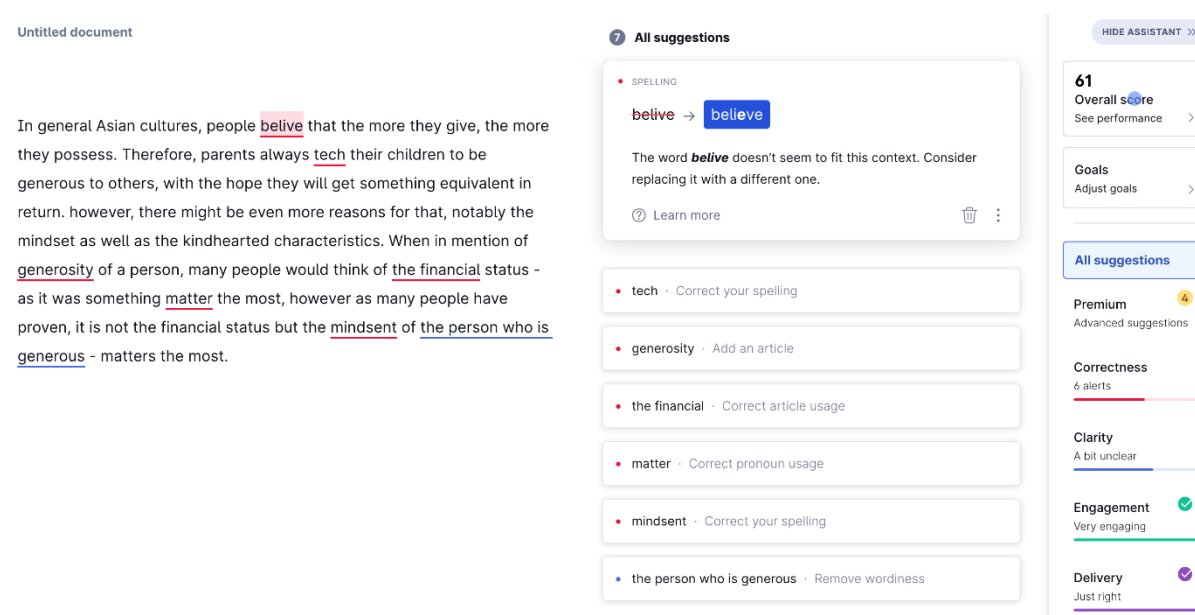 Untitled document
In general Asian cultures, people belive that the more they give, the more
they possess. Therefore, parents always tech their children to be
generous to others, with the hope they will get something equivalent in
return. however, there might be even more reasons for that, notably the
mindset as well as the kindhearted characteristics. When in mention of
generosity of a person, many people would think of the financial status -
as it was something matter the most, however as many people have
proven, it is not the financial status but the mindsent of the person who is
generous - matters the most.
7 All suggestions
SPELLING
belive → believe
The word belive doesn’t seem to fit this context. Consider
replacing it with a different one.
Learn more
tech · Correct your spelling
generosity · Add an article
the financial · Correct article usage
matter · Correct pronoun usage
mindsent · Correct your spelling
the person who is generous · Remove wordiness
HIDE ASSISTANT
61
Overall score
See performance
Goals
Adjust goals
All suggestions
Premium 4
Advanced suggestions
Correctness
6 alerts
Clarity
A bit unclear
Engagement
Very engaging
Delivery
Just right